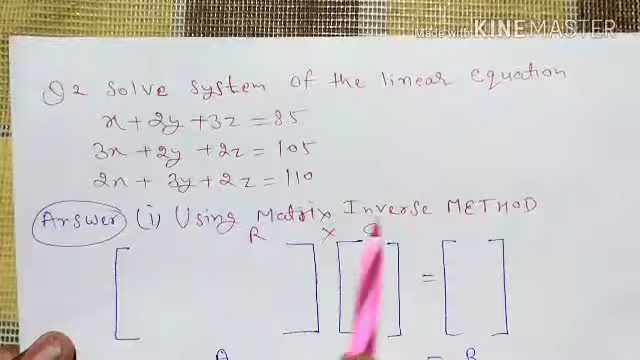 Made with KINEMASTER
Q2 Solve System of the linear Equation
x + 2y + 3z = 85
3x + 2y + 2z = 105
2x + 3y + 2z = 110
Answer (i) Using Matrix Inverse METHOD
R X
[ ] [ ] = [ ]
A = B